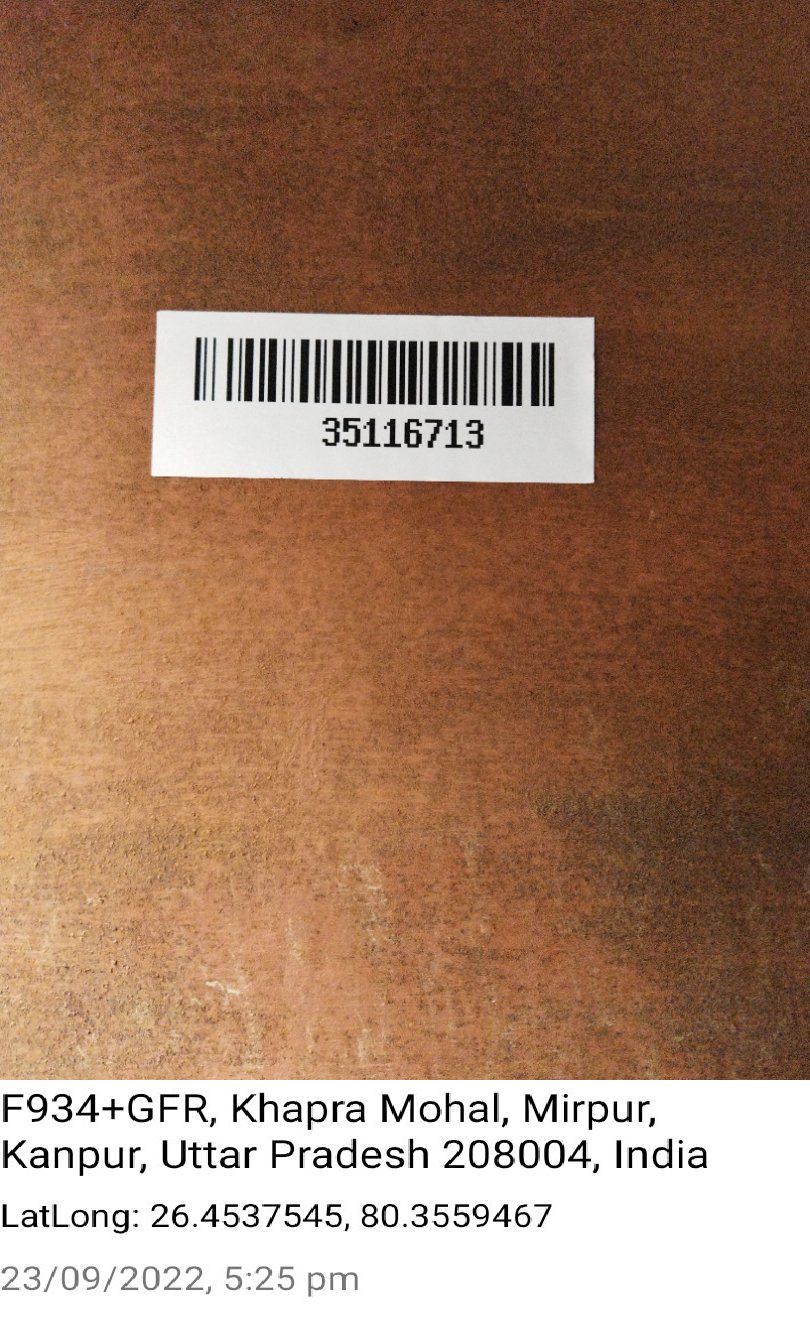 35116713
F934+GFR, Khapra Mohal, Mirpur,
Kanpur, Uttar Pradesh 208004, India
LatLong: 26.4537545, 80.3559467
23/09/2022, 5:25 pm